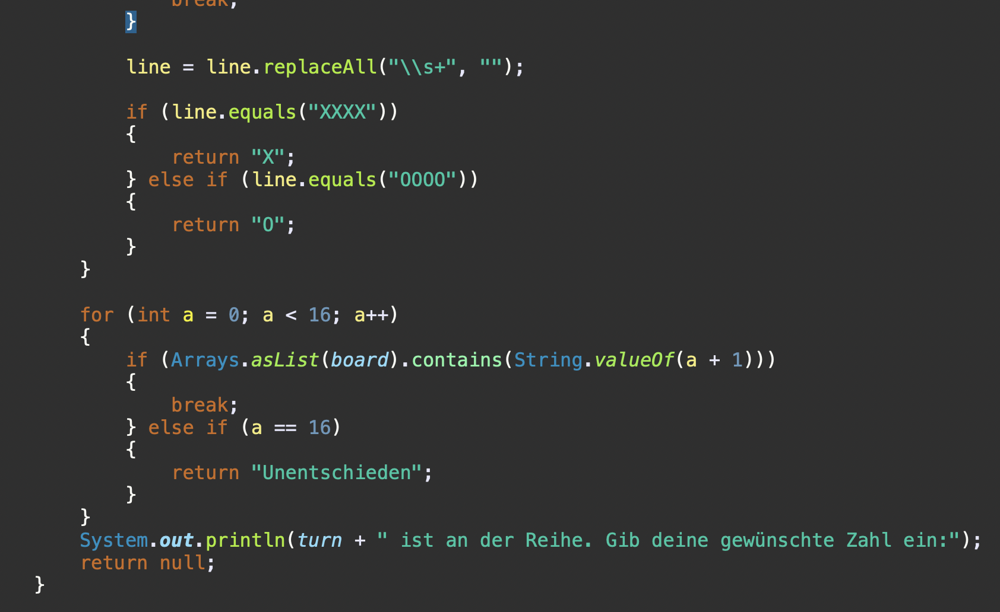 break;
}
line = line.replaceAll("\\s+", "");
if (line.equals("XXXX"))
{
return "X";
} else if (line.equals("OOOO"))
{
return "O";
}
}
for (int a = 0; a < 16; a++)
{
if (Arrays.asList(board).contains(String.valueOf(a + 1)))
{
break;
} else if (a == 16)
{
return "Unentschieden";
}
}
System.out.println(turn + " ist an der Reihe. Gib deine gewünschte Zahl ein:");
return null;
}